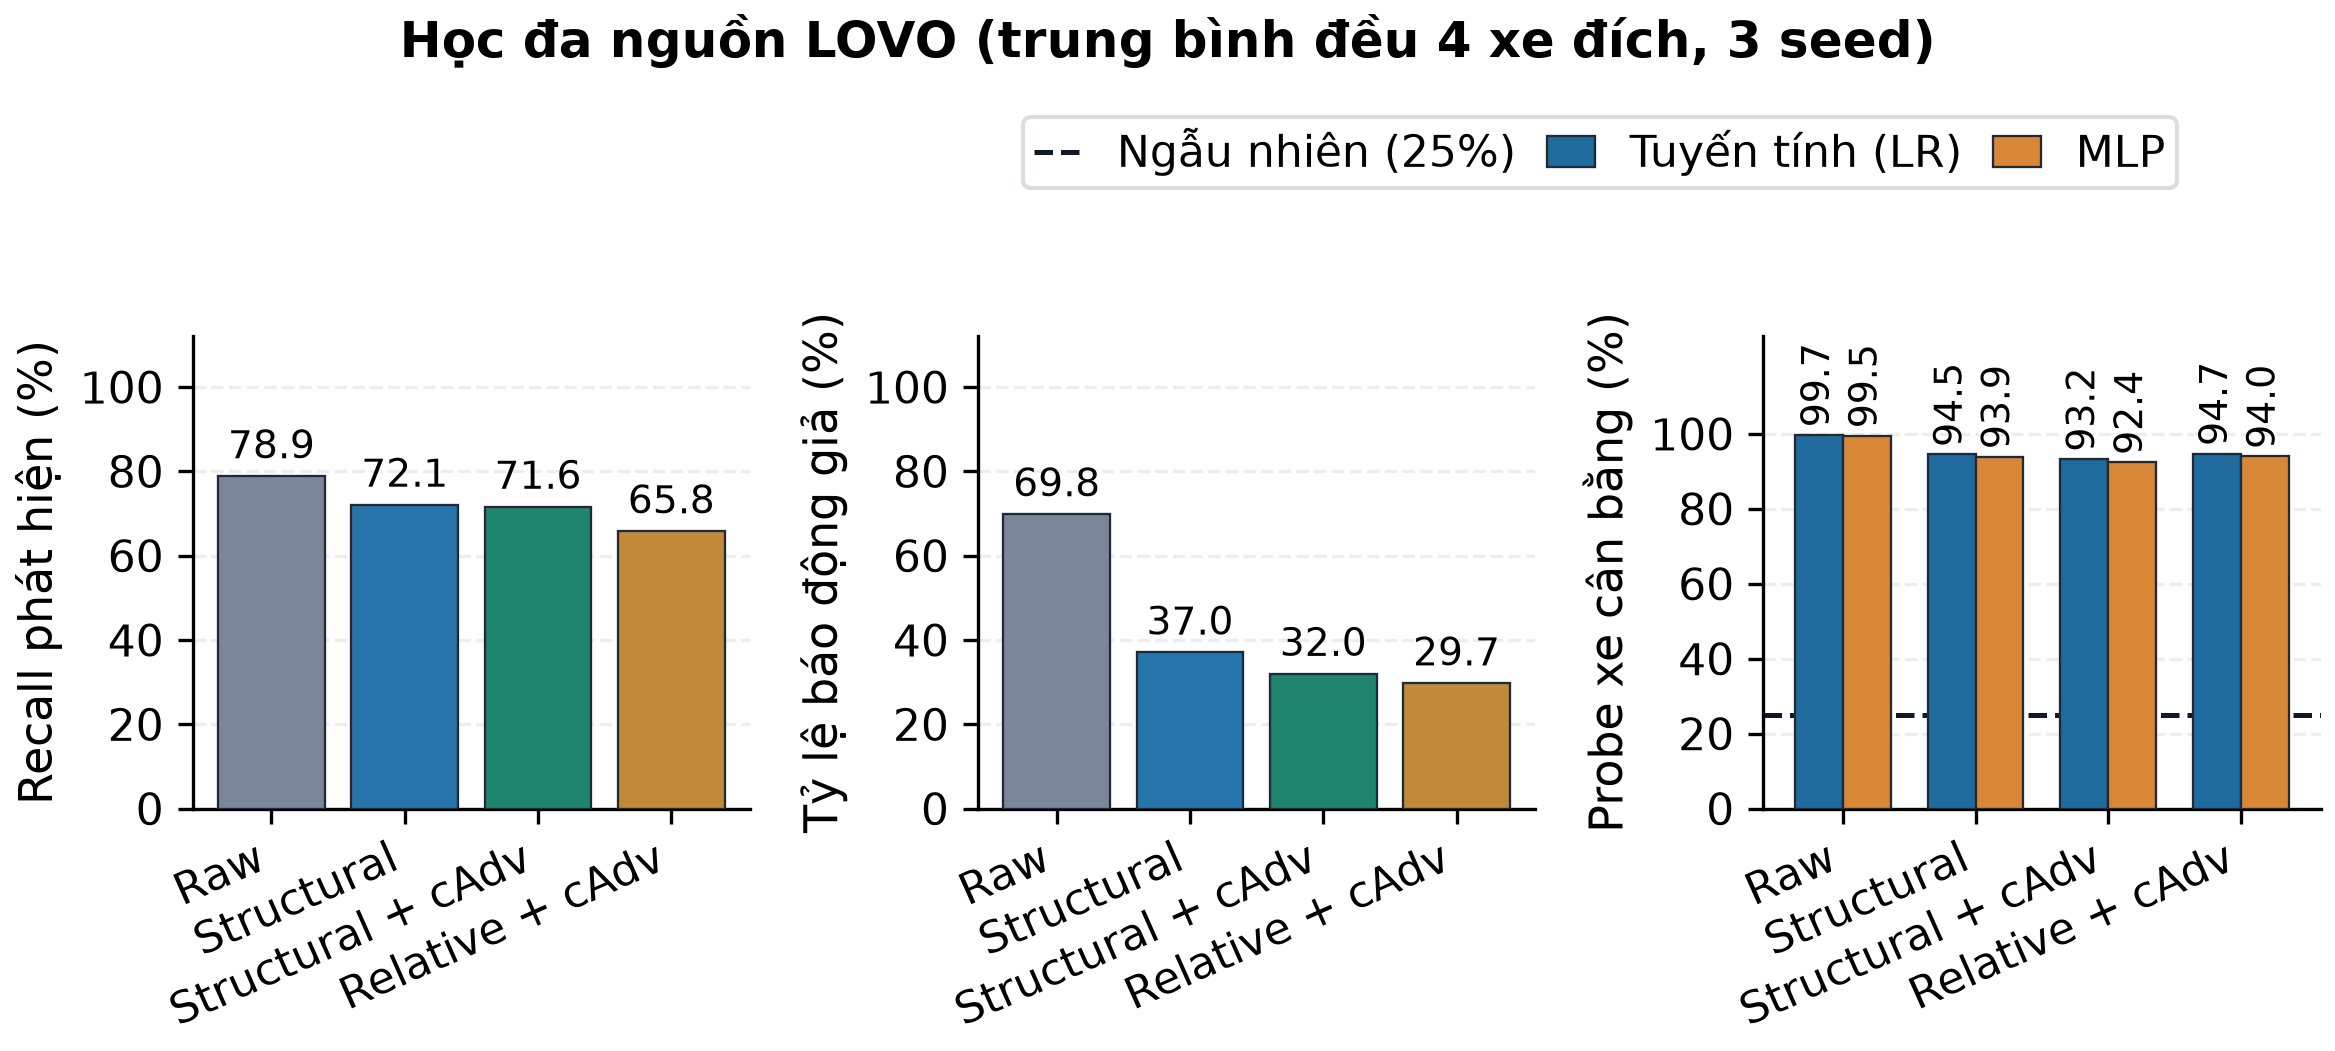 Học đa nguồn LOVO (trung bình đều 4 xe đích, 3 seed)
Ngẫu nhiên (25%) Tuyến tính (LR) MLP
Recall phát hiện (%)
100
80
60
40
20
0
78.9
72.1
71.6
65.8
Raw
Structural
Structural + cAdv
Relative + cAdv
Tỷ lệ báo động giả (%)
100
80
60
40
20
0
69.8
37.0
32.0
29.7
Raw
Structural
Structural + cAdv
Relative + cAdv
Probe xe cân bằng (%)
100
80
60
40
20
0
99.7
99.5
94.5
93.9
93.2
92.4
94.7
94.0
Raw
Structural
Structural + cAdv
Relative + cAdv